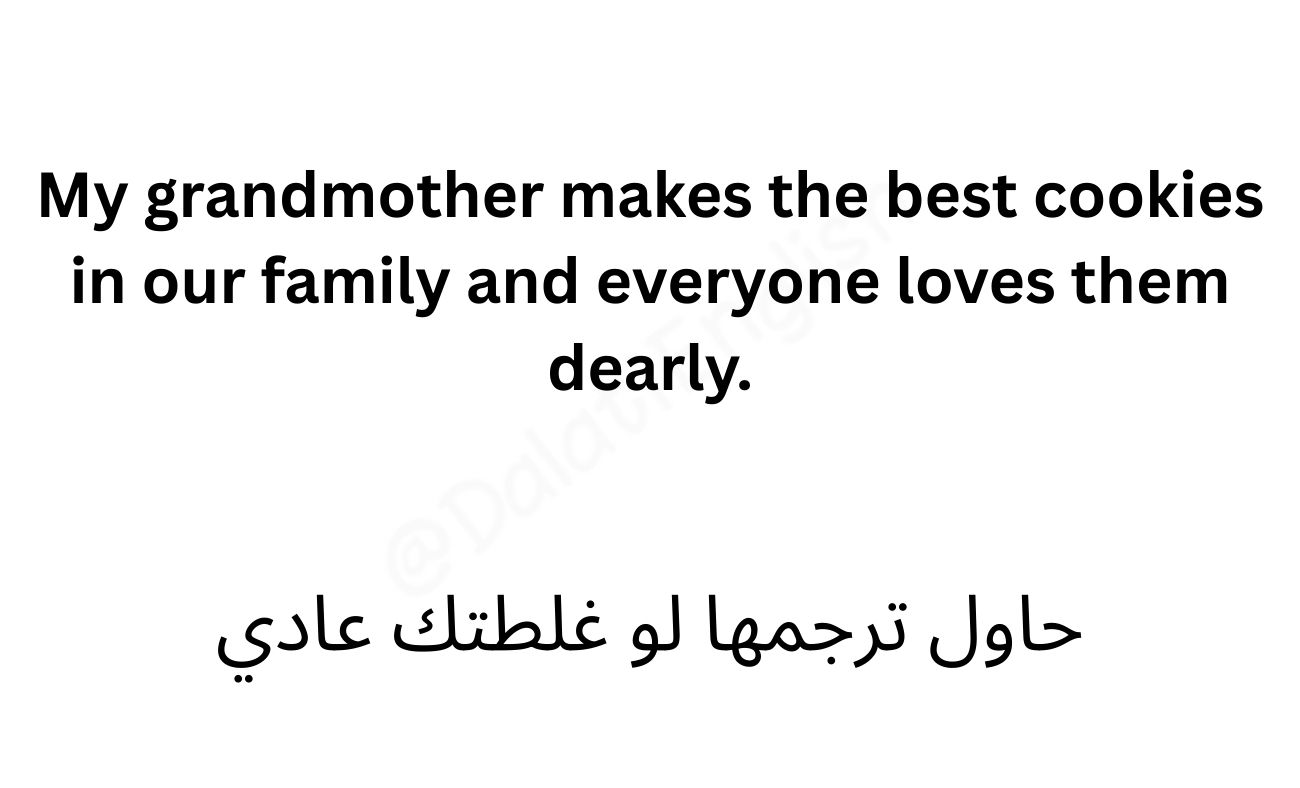 My grandmother makes the best cookies
in our family and everyone loves them
dearly.
@DalatEnglish
حاول ترجمها لو غلطتك عادي